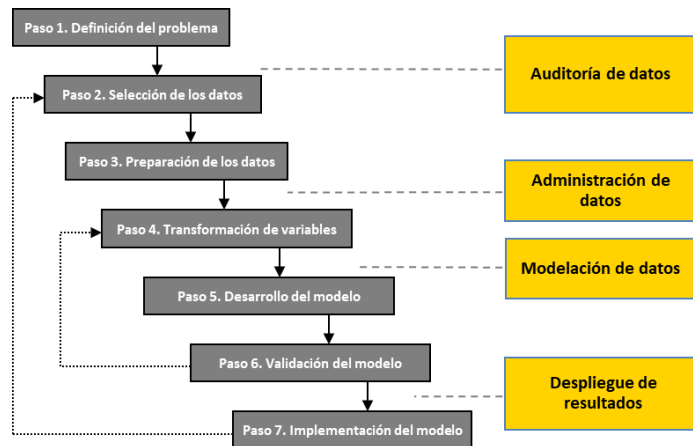 Paso 1. Definición del problema
Auditoría de datos
Paso 2. Selección de los datos
Paso 3. Preparación de los datos
Administración de
datos
Paso 4. Transformación de variables
Modelación de datos
Paso 5. Desarrollo del modelo
Paso 6. Validación del modelo
Despliegue de
resultados
Paso 7. Implementación del modelo